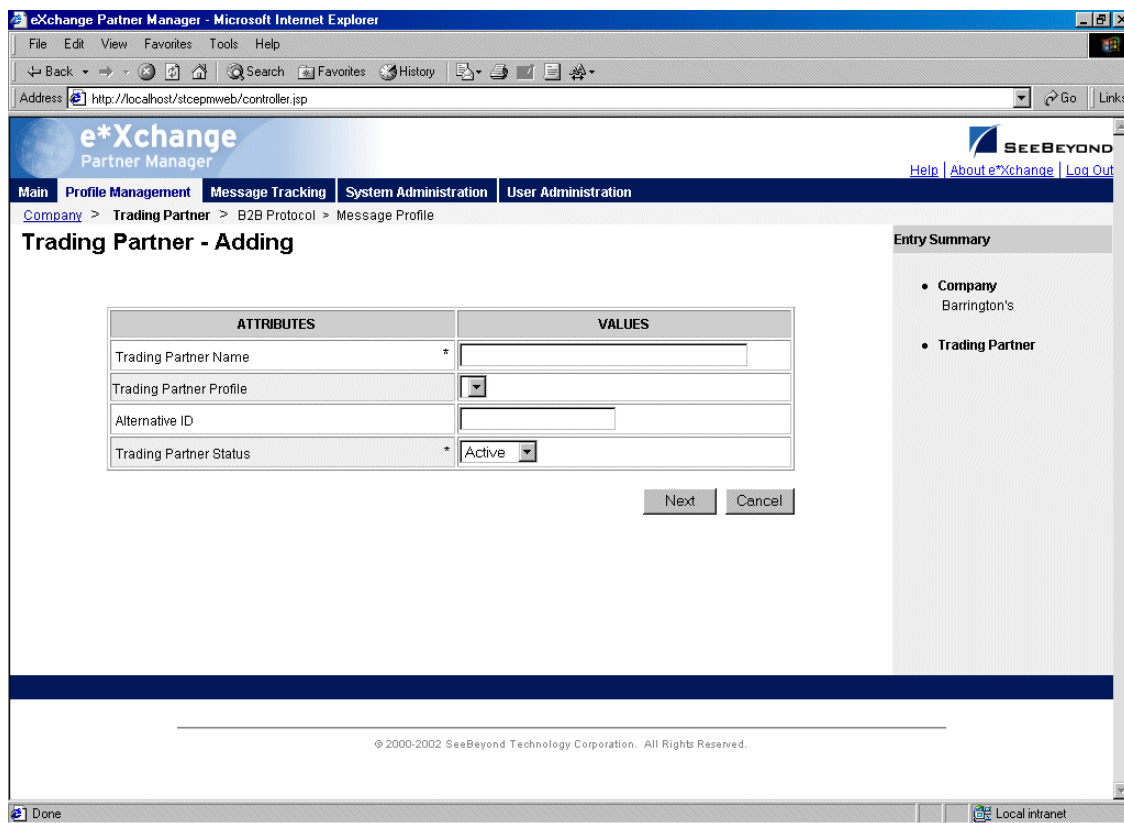 eXchange Partner Manager - Microsoft Internet Explorer
File Edit View Favorites Tools Help
Back Search Favorites History
Address http://localhost/stcepmweb/controller.jsp Go Links
e*Xchange
Partner Manager
SEEBEYOND
Help | About e*Xchange | Log Out
Main Profile Management Message Tracking System Administration User Administration
Company > Trading Partner > B2B Protocol > Message Profile
Trading Partner - Adding
Entry Summary
• Company
Barrington's
• Trading Partner
ATTRIBUTES VALUES
Trading Partner Name *
Trading Partner Profile
Alternative ID
Trading Partner Status * Active
Next Cancel
© 2000-2002 SeeBeyond Technology Corporation. All Rights Reserved.
Done Local intranet